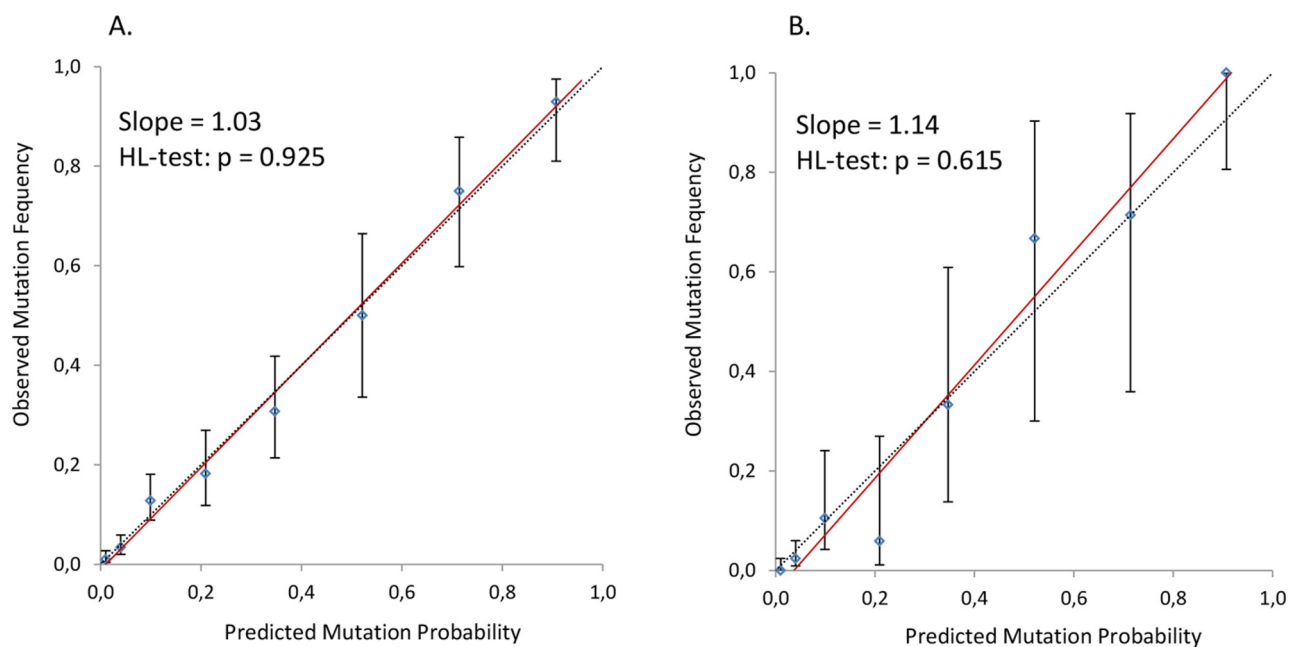 A.
1,0
0,8
0,6
0,4
0,2
0,0
Slope = 1.03
HL-test: p = 0.925
Observed Mutation Fequency
0,0 0,2 0,4 0,6 0,8 1,0
Predicted Mutation Probability
B.
1,0
0,8
0,6
0,4
0,2
0,0
Slope = 1.14
HL-test: p = 0.615
Observed Mutation Fequency
0,0 0,2 0,4 0,6 0,8 1,0
Predicted Mutation Probability